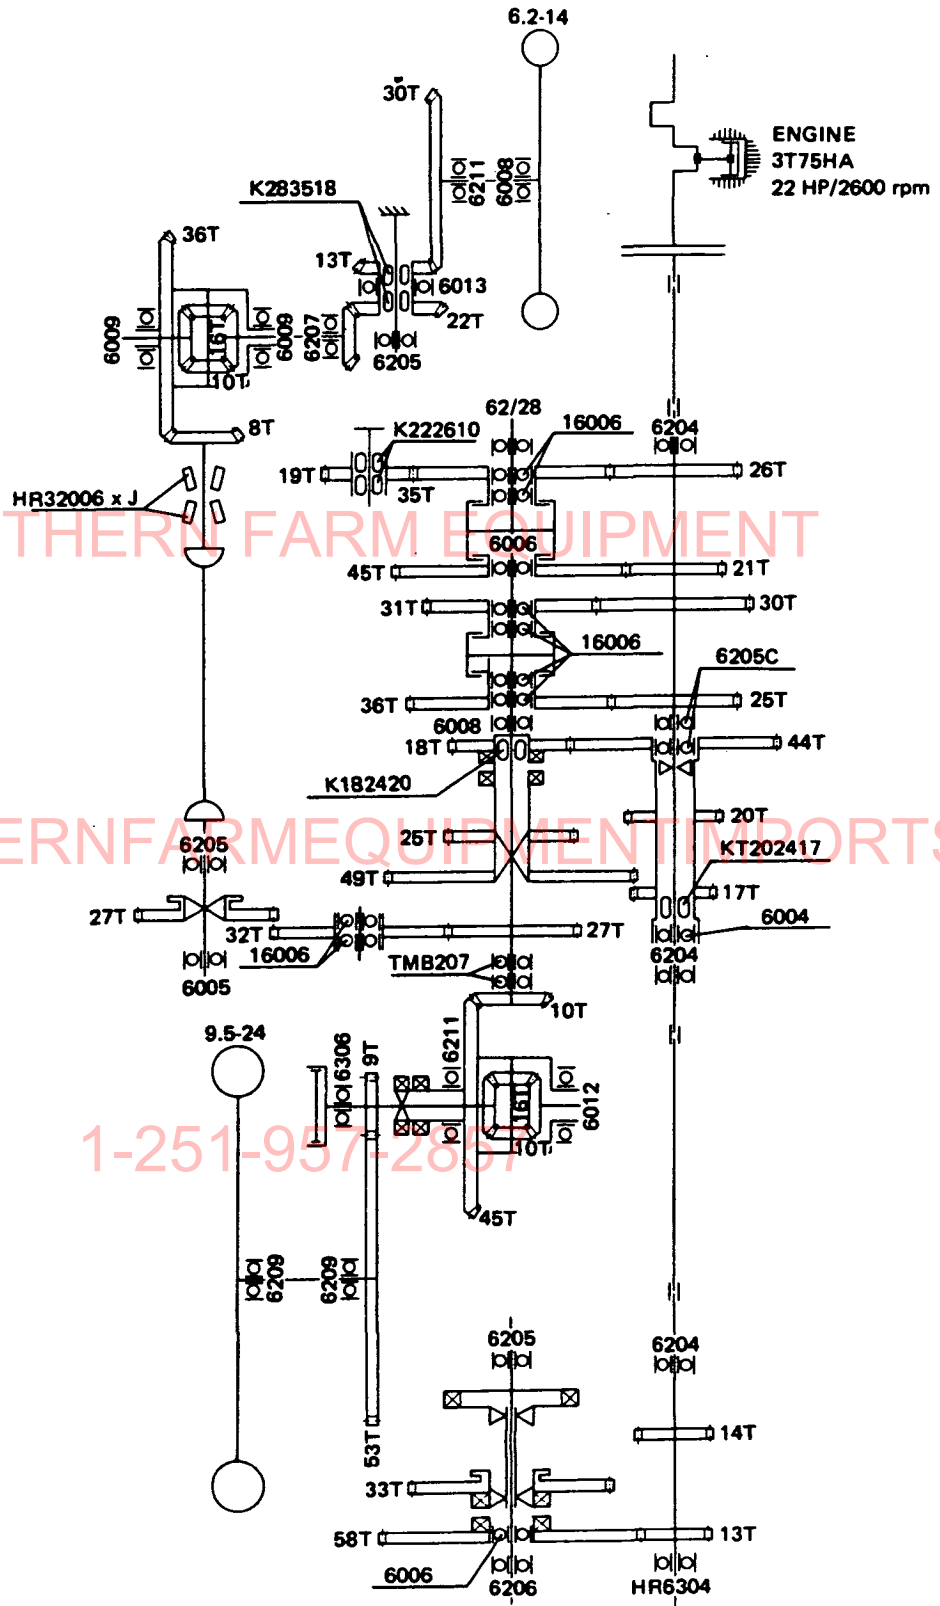 6.2-14
30T
ENGINE
3T75HA
22 HP/2600 rpm
K283518
6211
6008
36T
13T
6013
22T
6009
16T
6009
6207
6205
10T
8T
62/28
16006
6204
K222610
19T
35T
26T
HR32006 x J
THERN FARM EQUIPMENT
6006
45T
21T
31T
30T
16006
6205C
36T
25T
6008
18T
44T
K182420
20T
ERNFARMEQUIPMENTIMPORTS
6205
25T
KT202417
49T
17T
27T
32T
27T
6004
16006
6204
6005
TMB207
10T
9.5-24
6306
9T
6211
16T
6012
1-251-957-2857
10T
45T
6209
6209
6205
6204
53T
14T
33T
58T
13T
6006
6206
HR6304